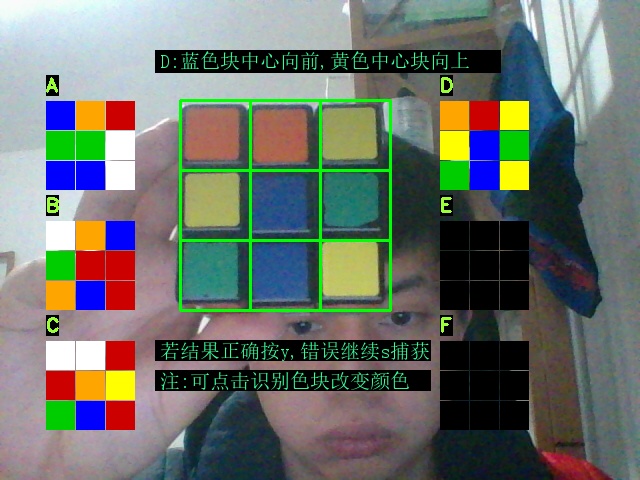 D:蓝色块中心向前,黄色中心块向上
A
D
B
E
C
F
若结果正确按y,错误继续s捕获
注:可点击识别色块改变颜色